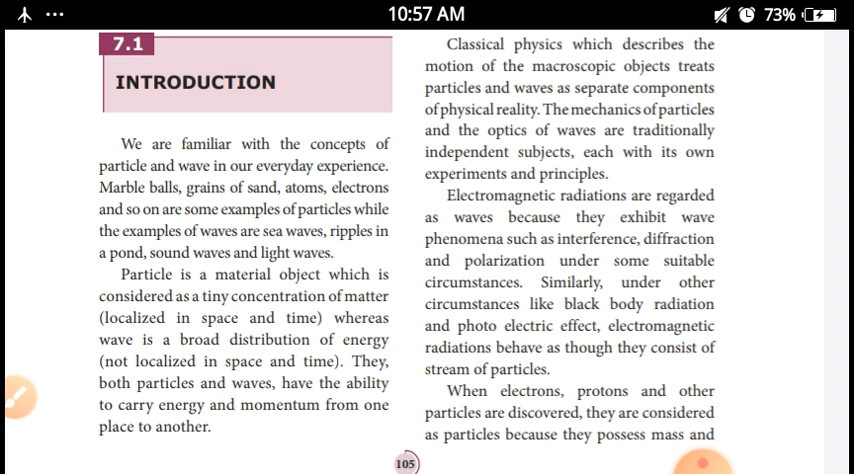 10:57 AM
73%
7.1
INTRODUCTION
We are familiar with the concepts of
particle and wave in our everyday experience.
Marble balls, grains of sand, atoms, electrons
and so on are some examples of particles while
the examples of waves are sea waves, ripples in
a pond, sound waves and light waves.
Particle is a material object which is
considered as a tiny concentration of matter
(localized in space and time) whereas
wave is a broad distribution of energy
(not localized in space and time). They,
both particles and waves, have the ability
to carry energy and momentum from one
place to another.
Classical physics which describes the
motion of the macroscopic objects treats
particles and waves as separate components
of physical reality. The mechanics of particles
and the optics of waves are traditionally
independent subjects, each with its own
experiments and principles.
Electromagnetic radiations are regarded
as waves because they exhibit wave
phenomena such as interference, diffraction
and polarization under some suitable
circumstances. Similarly, under other
circumstances like black body radiation
and photo electric effect, electromagnetic
radiations behave as though they consist of
stream of particles.
When electrons, protons and other
particles are discovered, they are considered
as particles because they possess mass and
105